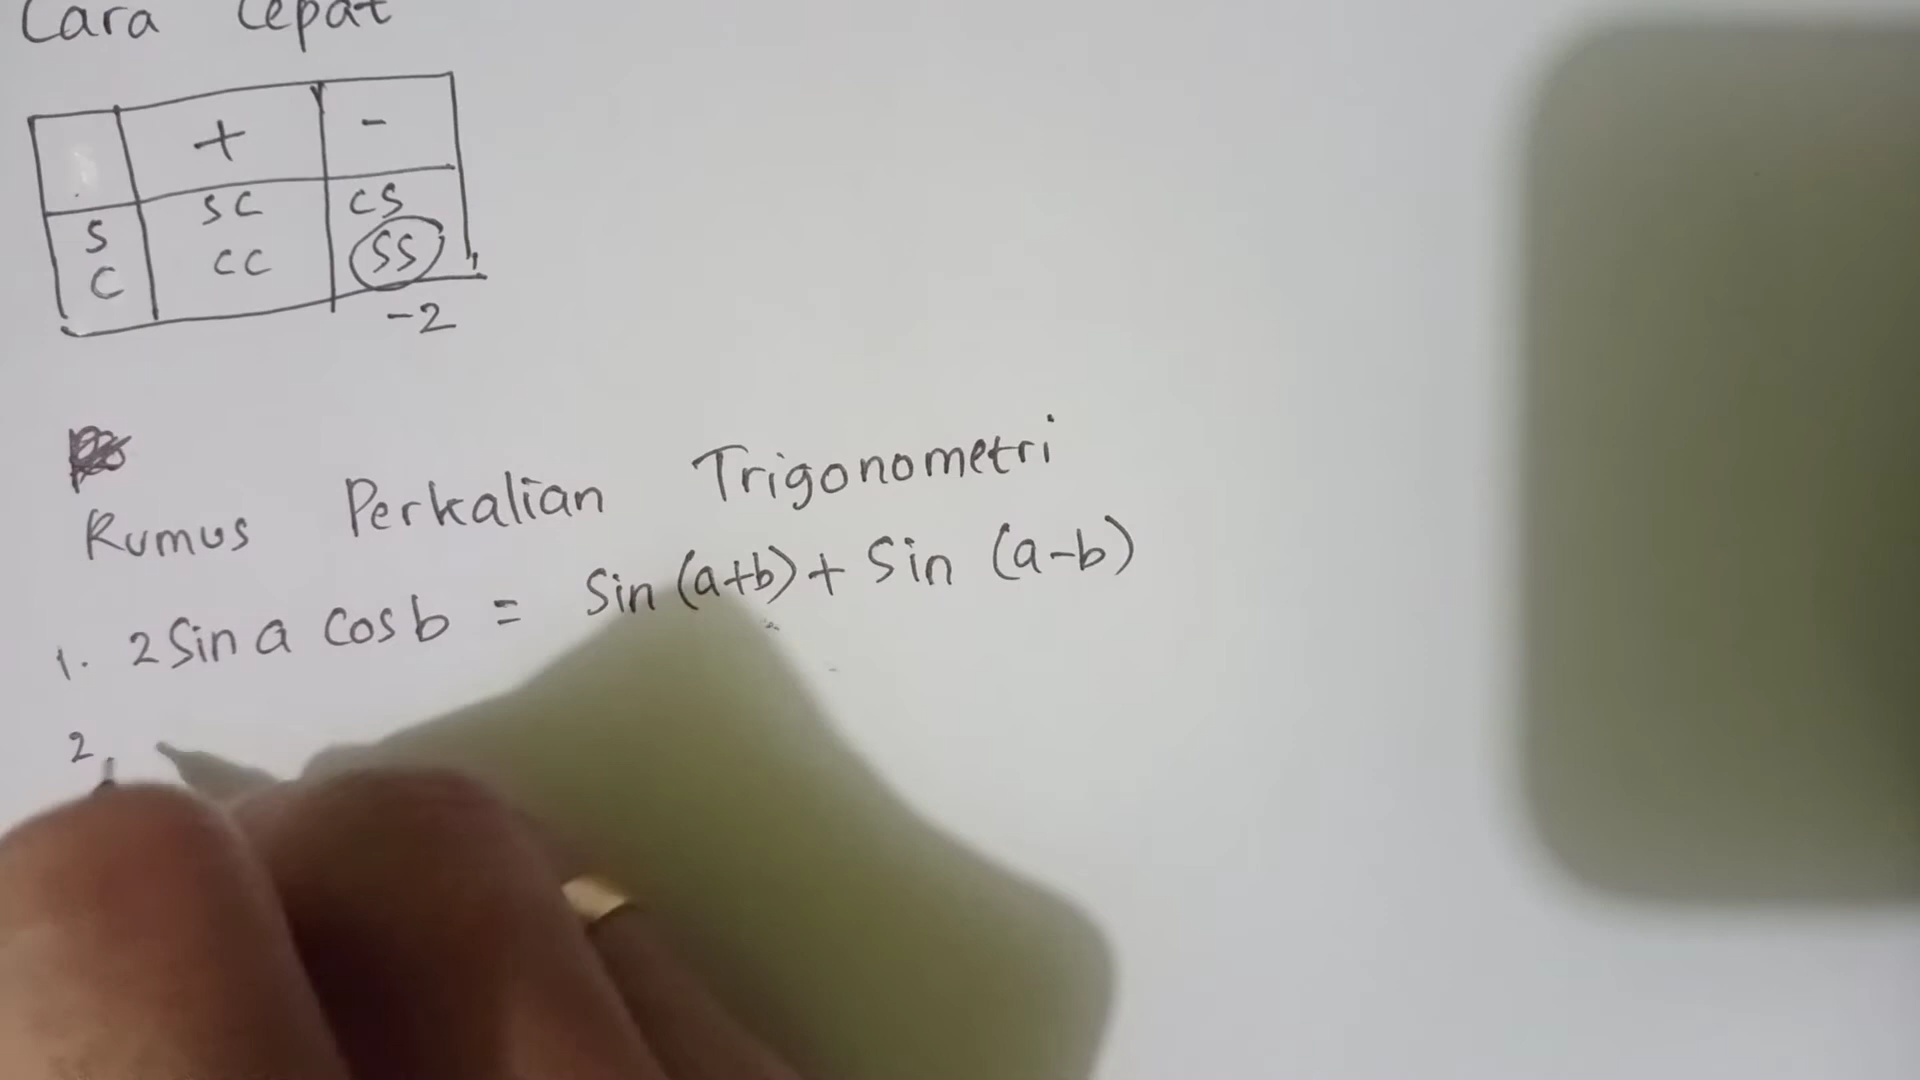 Cara Cepat
+ -
S SC CS
C CC SS
-2
Rumus Perkalian Trigonometri
1. 2 Sin a cos b = Sin (a+b) + Sin (a-b)
2.